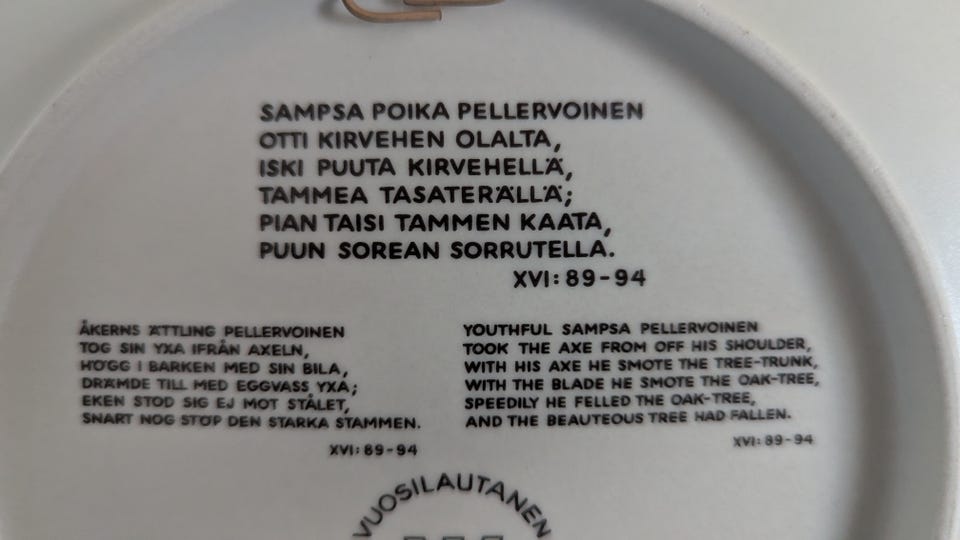 SAMPSA POIKA PELLERVOINEN
OTTI KIRVEHEN OLALTA,
ISKI PUUTA KIRVEHELLÄ,
TAMMEA TASATERÄLLÄ;
PIAN TAISI TAMMEN KAATA,
PUUN SOREAN SORRUTELLA.
XVI: 89-94
ÅKERNS ÄTTLING PELLERVOINEN
TOG SIN YXA IFRÅN AXELN,
HÖGG I BARKEN MED SIN BILA,
DRÄMDE TILL MED EGGVASS YXA;
EKEN STOD SIG EJ MOT STÅLET,
SNART NOG STÖP DEN STARKA STAMMEN.
XVI: 89-94
YOUTHFUL SAMPSA PELLERVOINEN
TOOK THE AXE FROM OFF HIS SHOULDER,
WITH HIS AXE HE SMOTE THE TREE-TRUNK,
WITH THE BLADE HE SMOTE THE OAK-TREE,
SPEEDILY HE FELLED THE OAK-TREE,
AND THE BEAUTEOUS TREE HAD FALLEN.
XVI: 89-94
VUOSILAUTANEN